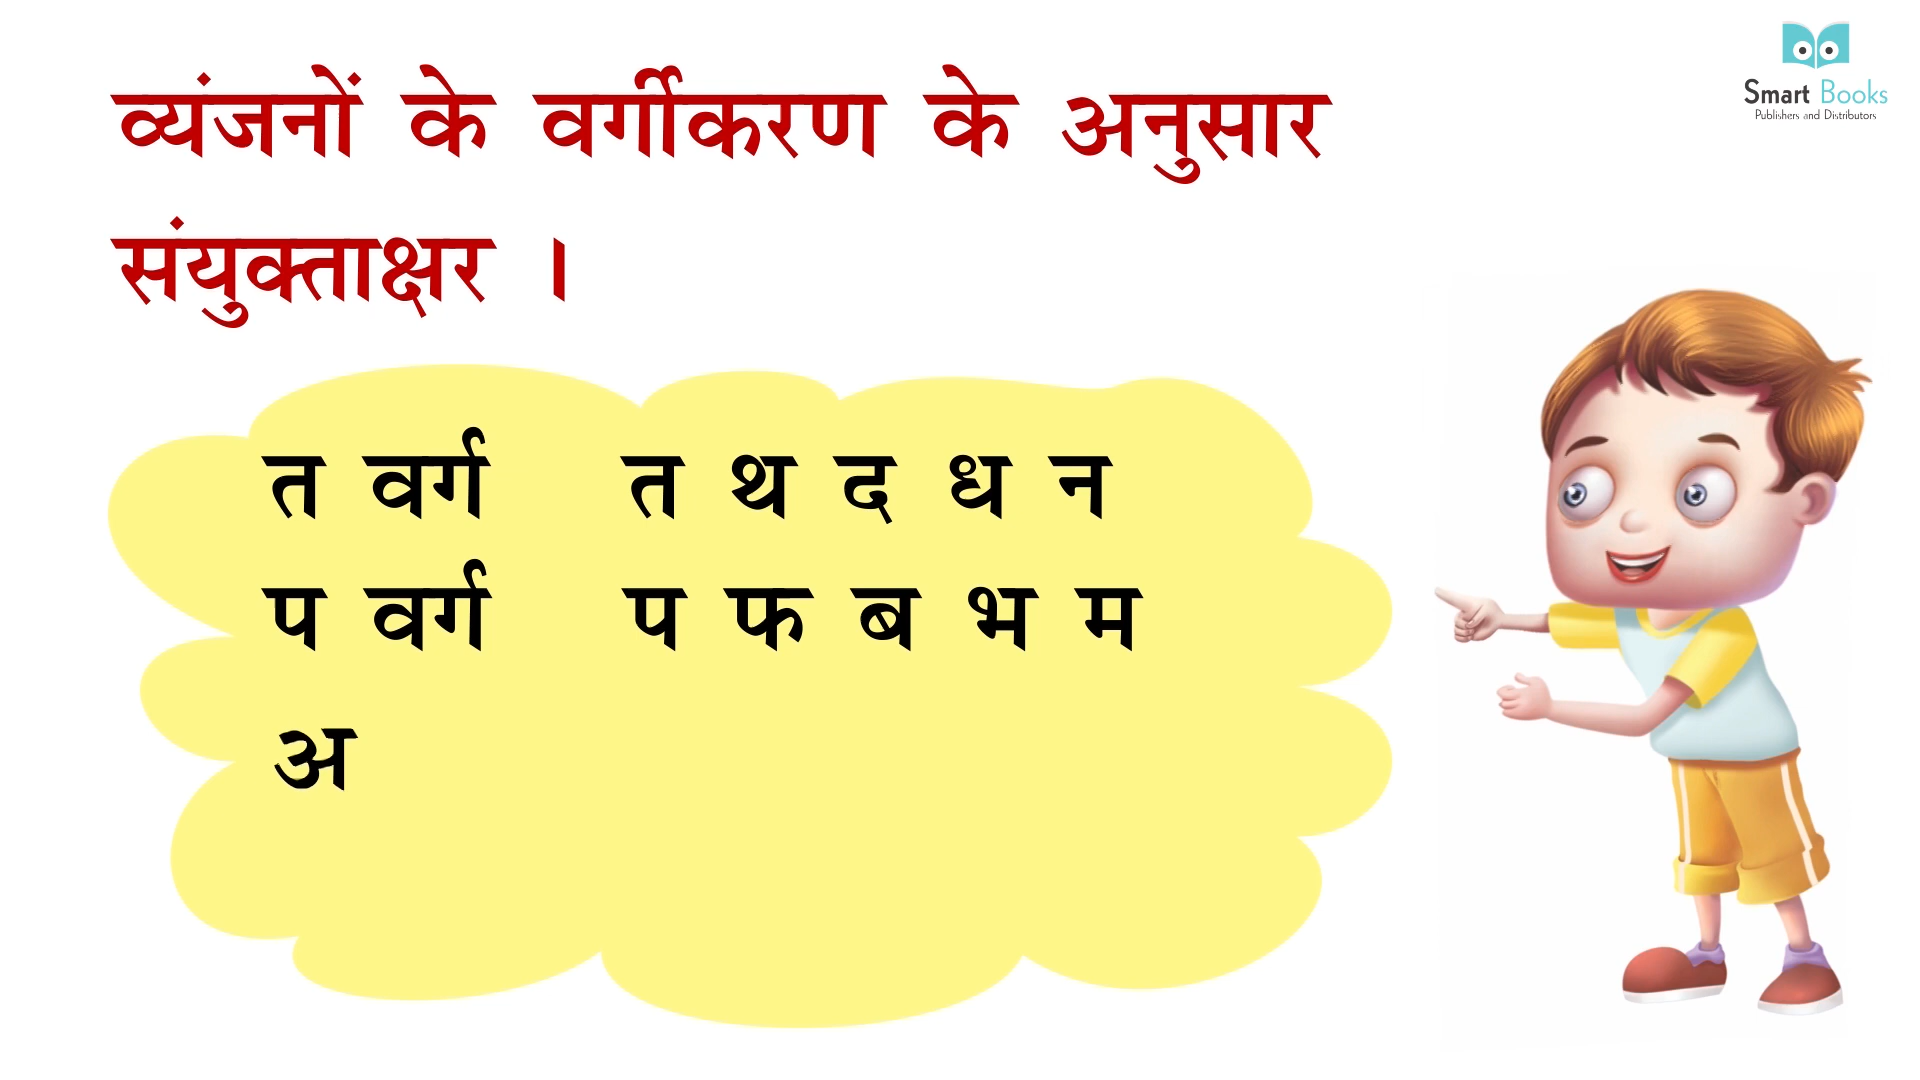 Smart Books
Publishers and Distributors
व्यंजनों के वर्गीकरण के अनुसार
संयुक्ताक्षर ।
त वर्ग त थ द ध न
प वर्ग प फ ब भ म
अ